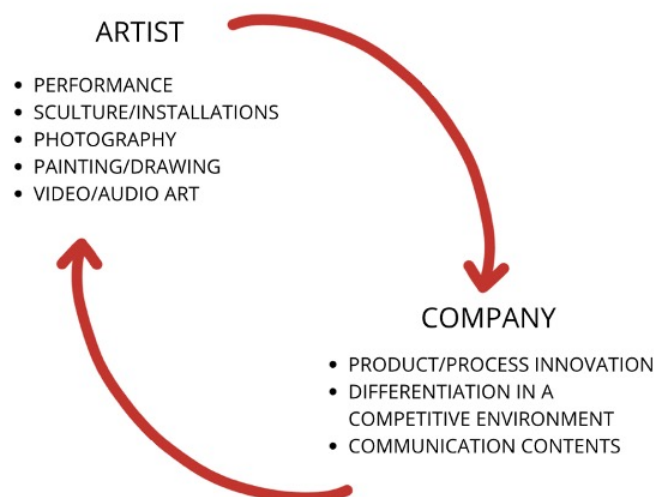 ARTIST
• PERFORMANCE
• SCULTURE/INSTALLATIONS
• PHOTOGRAPHY
• PAINTING/DRAWING
• VIDEO/AUDIO ART
COMPANY
• PRODUCT/PROCESS INNOVATION
• DIFFERENTIATION IN A
COMPETITIVE ENVIRONMENT
• COMMUNICATION CONTENTS